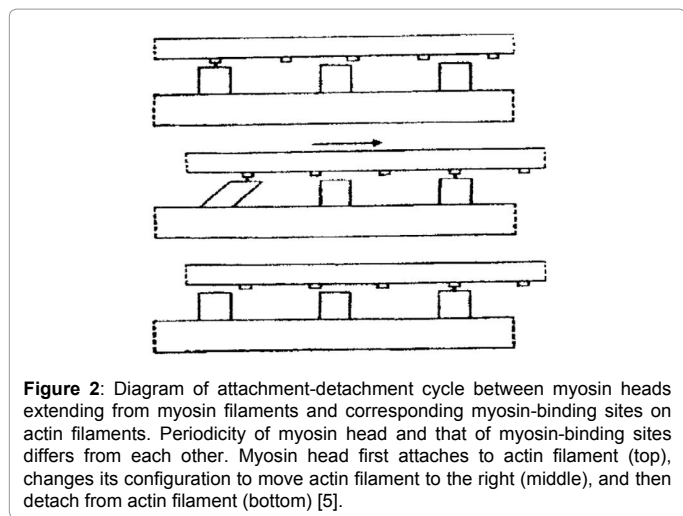 Figure 2: Diagram of attachment-detachment cycle between myosin heads
extending from myosin filaments and corresponding myosin-binding sites on
actin filaments. Periodicity of myosin head and that of myosin-binding sites
differs from each other. Myosin head first attaches to actin filament (top),
changes its configuration to move actin filament to the right (middle), and then
detach from actin filament (bottom) [5].